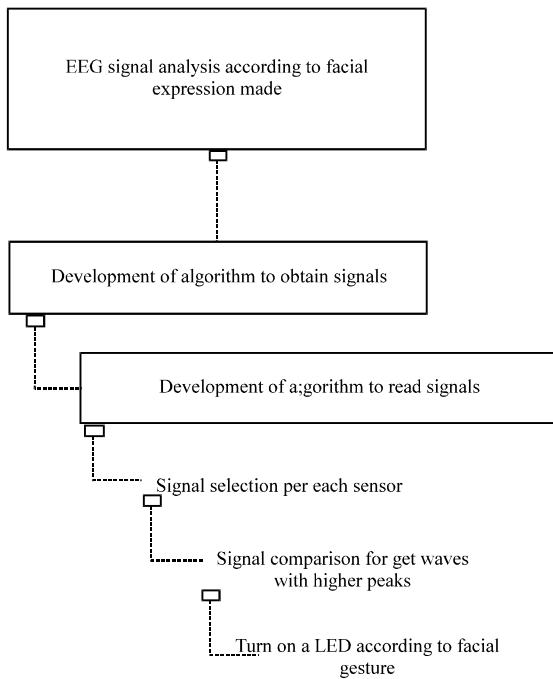 EEG signal analysis according to facial
expression made
Development of algorithm to obtain signals
Development of a;gorithm to read signals
Signal selection per each sensor
Signal comparison for get waves
with higher peaks
Turn on a LED according to facial
gesture